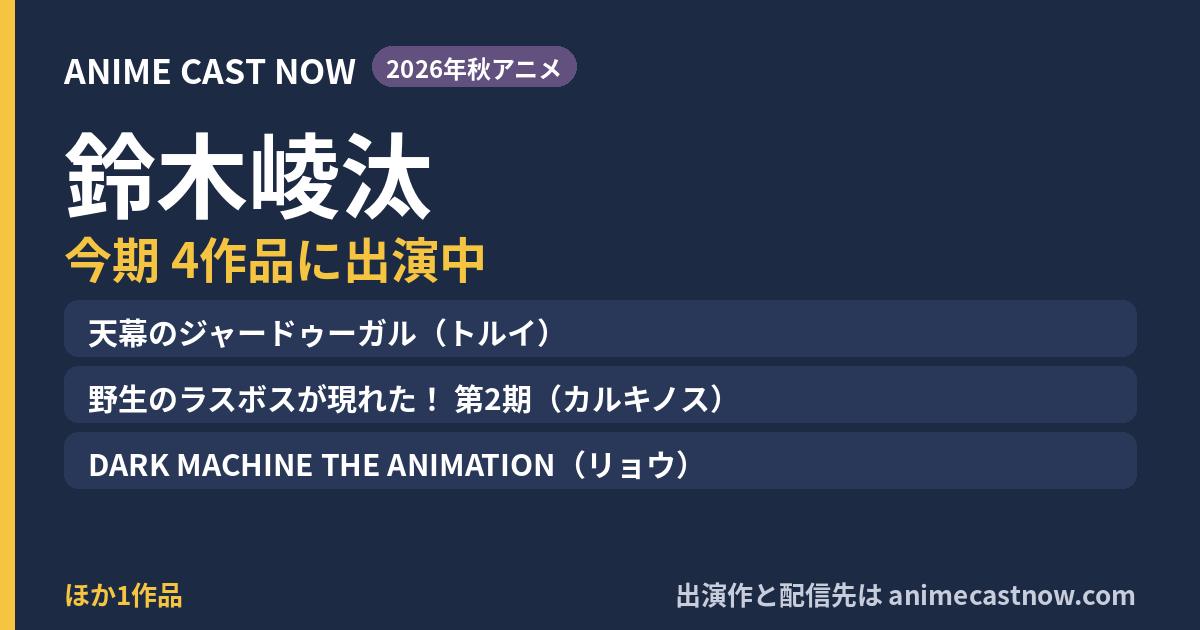 ANIME CAST NOW 2026年秋アニメ
鈴木崚汰
今期 4作品に出演中
天幕のジャードゥーガル（トルイ）
野生のラスボスが現れた！ 第2期（カルキノス）
DARK MACHINE THE ANIMATION（リョウ）
ほか1作品 出演作と配信先は animecastnow.com